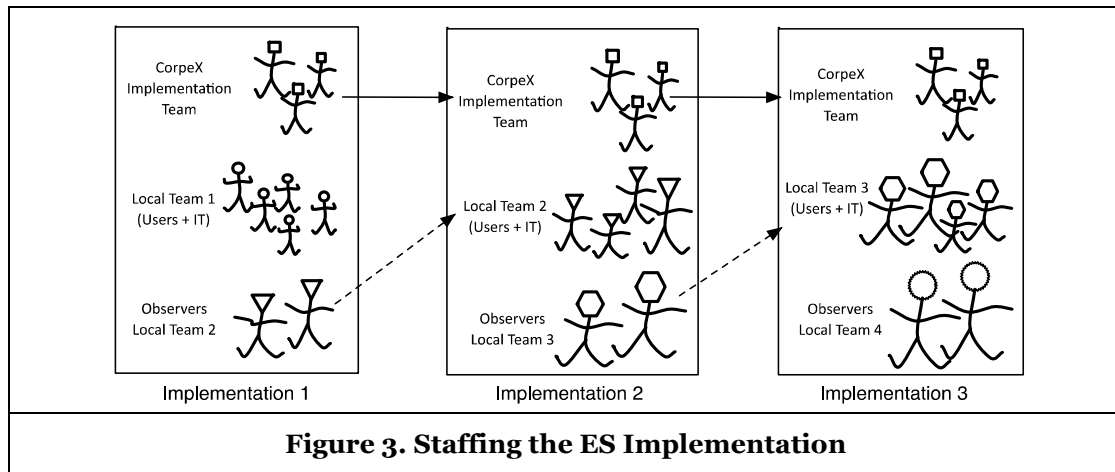 CorpeX
Implementation
Team
Local Team 1
(Users + IT)
Observers
Local Team 2
Implementation 1
CorpeX
Implementation
Team
Local Team 2
(Users + IT)
Observers
Local Team 3
Implementation 2
CorpeX
Implementation
Team
Local Team 3
(Users + IT)
Observers
Local Team 4
Implementation 3
Figure 3. Staffing the ES Implementation